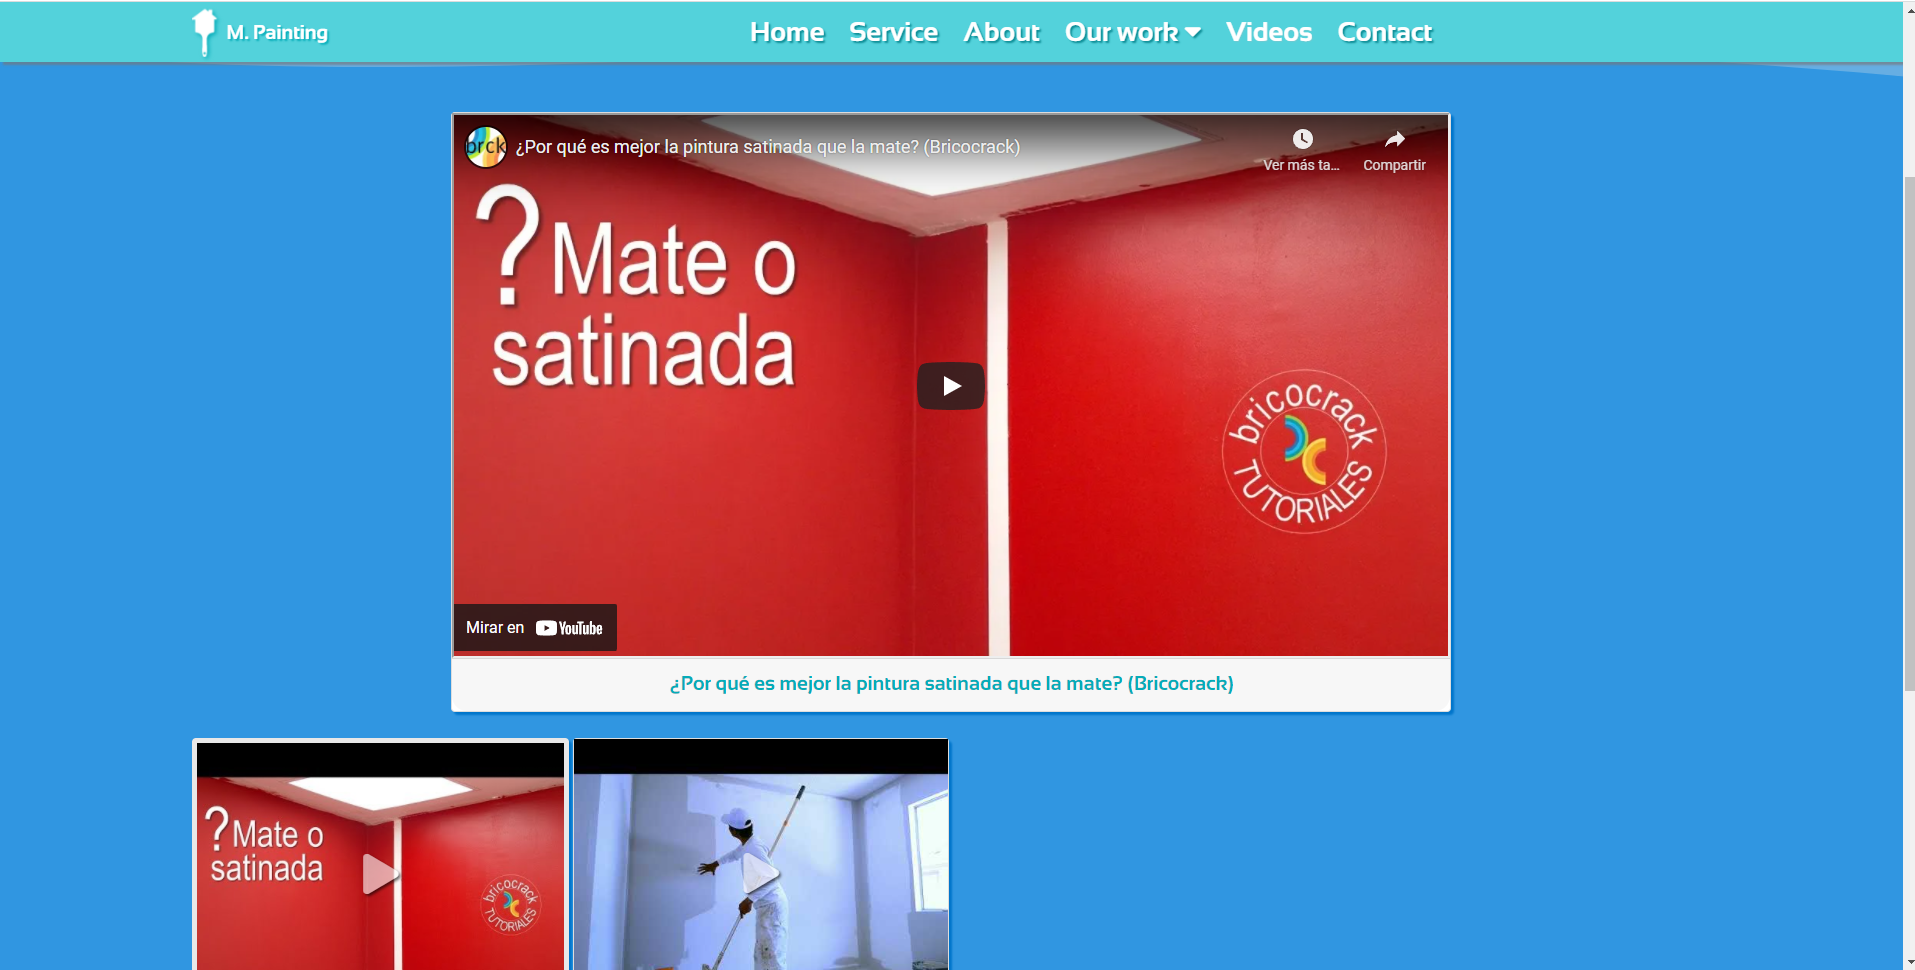 M. Painting
Home Service About Our work Videos Contact
brck
¿Por qué es mejor la pintura satinada que la mate? (Bricocrack)
Ver más ta...
Compartir
? Mate o
satinada
bricocrack
TUTORIALES
Mirar en YouTube
¿Por qué es mejor la pintura satinada que la mate? (Bricocrack)
? Mate o
satinada
bricocrack
TUTORIALES